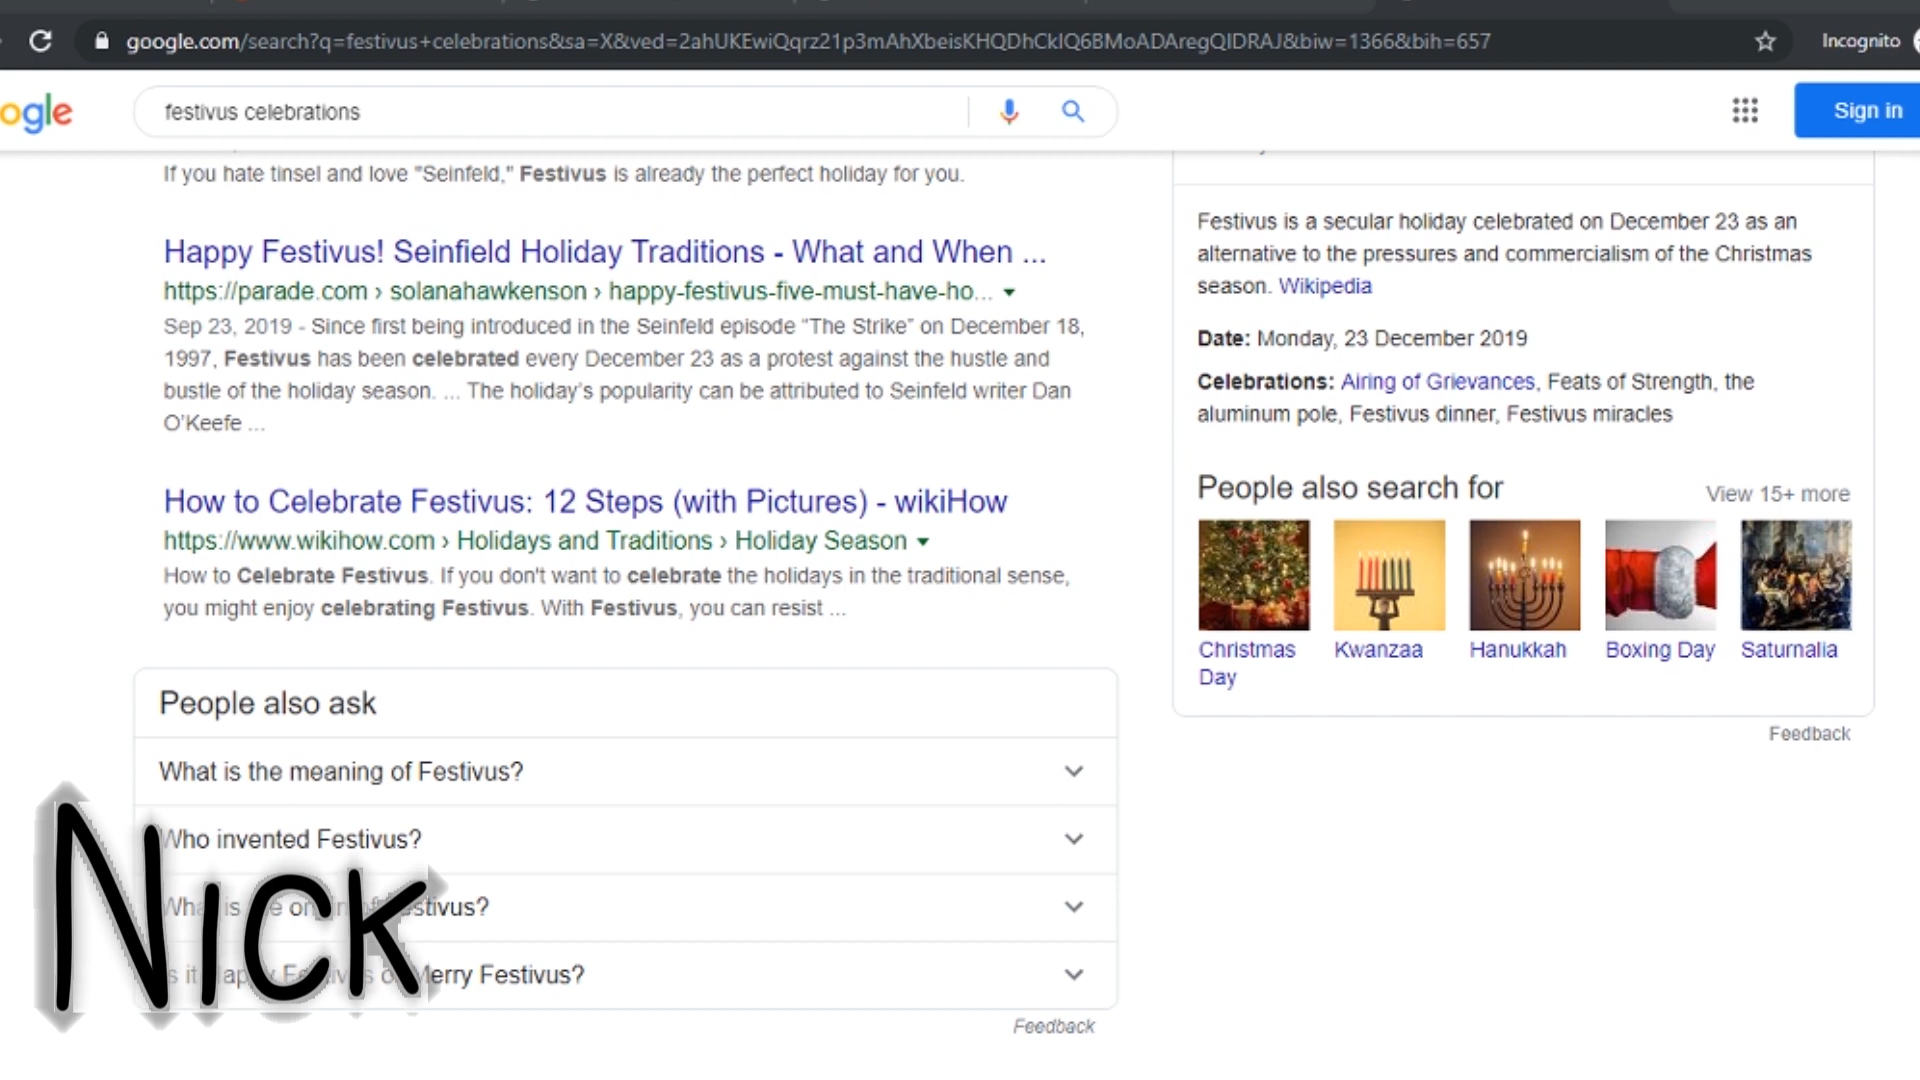 google.com/search?q=festivus+celebrations&sa=X&ved=2ahUKEwiQqrz21p3mAhXbeisKHQDhCkIQ6BMoADAregQIDRAJ&biw=1366&bih=657
Incognito
ogle
festivus celebrations
Sign in
If you hate tinsel and love "Seinfeld," Festivus is already the perfect holiday for you.
Happy Festivus! Seinfield Holiday Traditions - What and When ...
https://parade.com › solanahawkenson › happy-festivus-five-must-have-ho...
Sep 23, 2019 - Since first being introduced in the Seinfeld episode “The Strike” on December 18,
1997, Festivus has been celebrated every December 23 as a protest against the hustle and
bustle of the holiday season. ... The holiday’s popularity can be attributed to Seinfeld writer Dan
O’Keefe ...
How to Celebrate Festivus: 12 Steps (with Pictures) - wikiHow
https://www.wikihow.com › Holidays and Traditions › Holiday Season
How to Celebrate Festivus. If you don't want to celebrate the holidays in the traditional sense,
you might enjoy celebrating Festivus. With Festivus, you can resist ...
People also ask
What is the meaning of Festivus?
Who invented Festivus?
What is the origin of Festivus?
Is it Happy Festivus or Merry Festivus?
Feedback
Nick
Festivus is a secular holiday celebrated on December 23 as an
alternative to the pressures and commercialism of the Christmas
season. Wikipedia
Date: Monday, 23 December 2019
Celebrations: Airing of Grievances, Feats of Strength, the
aluminum pole, Festivus dinner, Festivus miracles
People also search for
View 15+ more
Christmas
Day
Kwanzaa
Hanukkah
Boxing Day
Saturnalia
Feedback